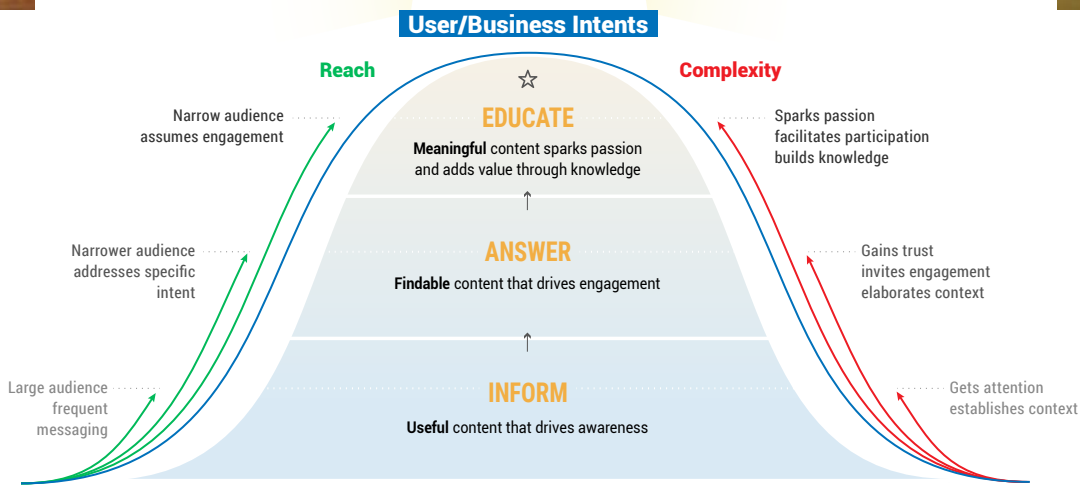 User/Business Intents
Reach
Complexity
Narrow audience
assumes engagement
EDUCATE
Meaningful content sparks passion
and adds value through knowledge
Sparks passion
facilitates participation
builds knowledge
Narrower audience
addresses specific
intent
ANSWER
Findable content that drives engagement
Gains trust
invites engagement
elaborates context
Large audience
frequent
messaging
INFORM
Useful content that drives awareness
Gets attention
establishes context